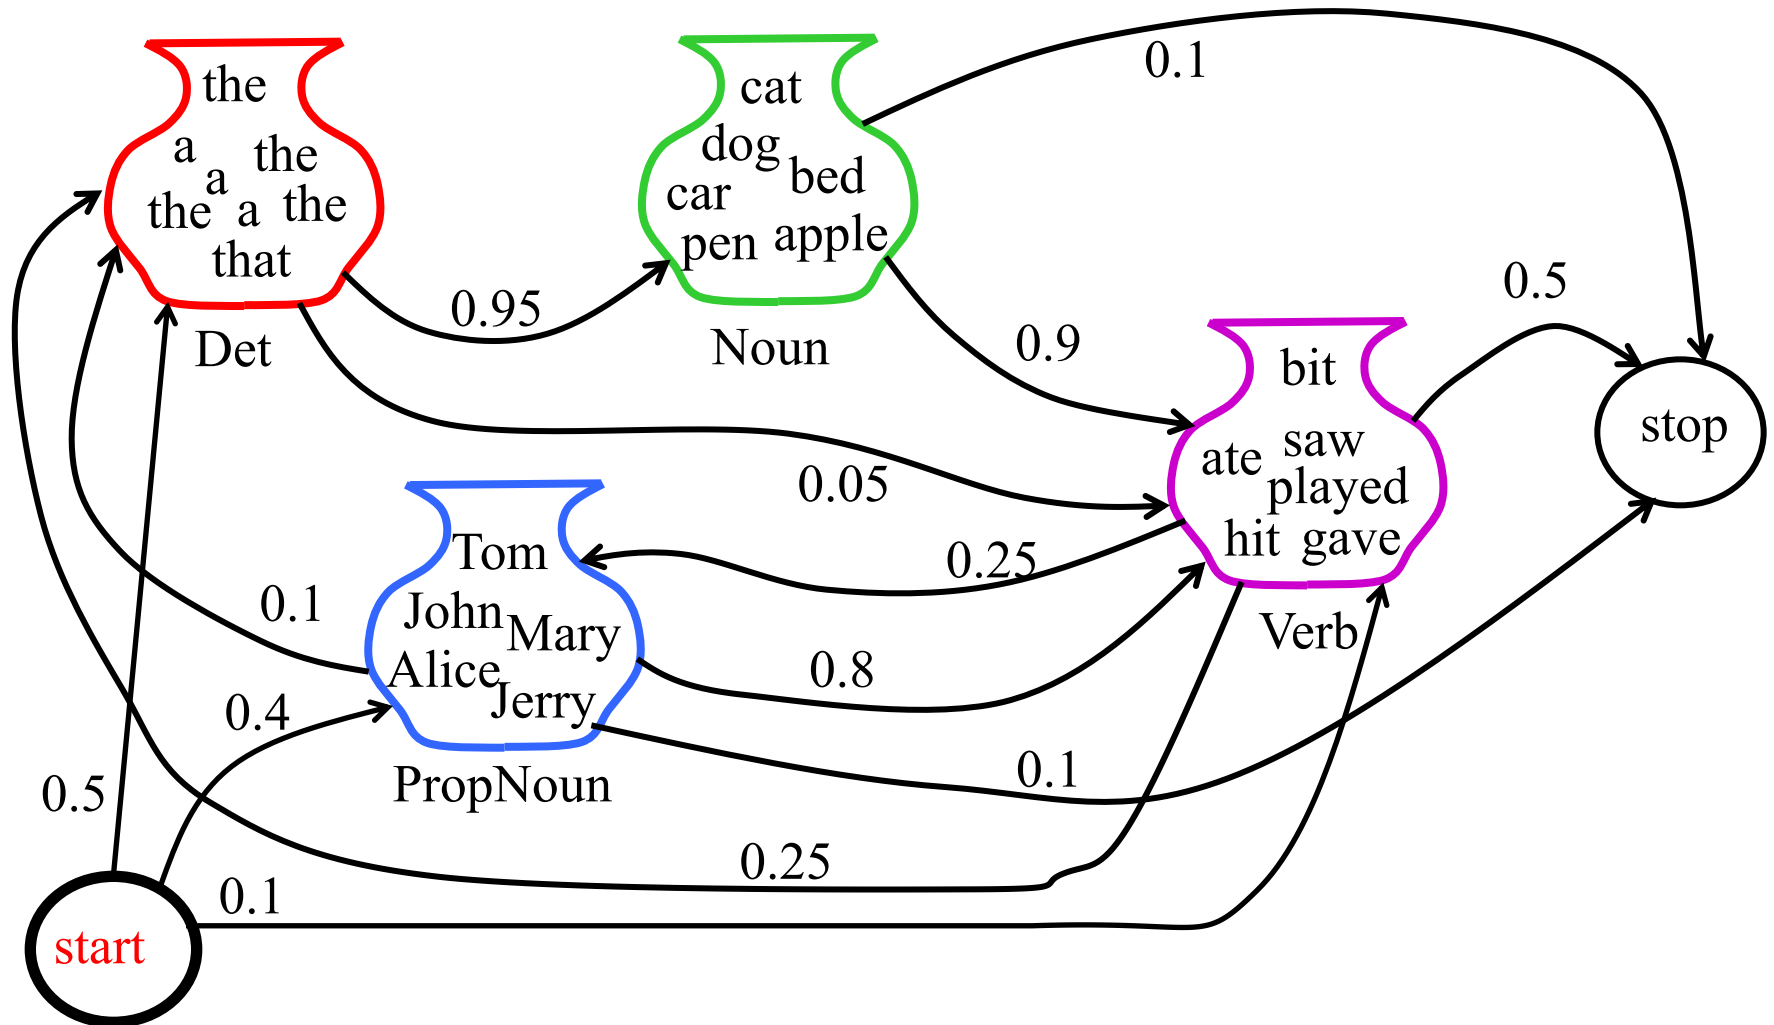 the
a the
a
the a the
that
Det
cat
dog
bed
car
pen apple
Noun
0.1
0.95
0.9
0.5
bit
saw
ate
played
hit gave
Verb
stop
0.05
0.25
Tom
John
Mary
Alice
Jerry
PropNoun
0.1
0.8
0.4
0.1
0.5
0.25
0.1
start